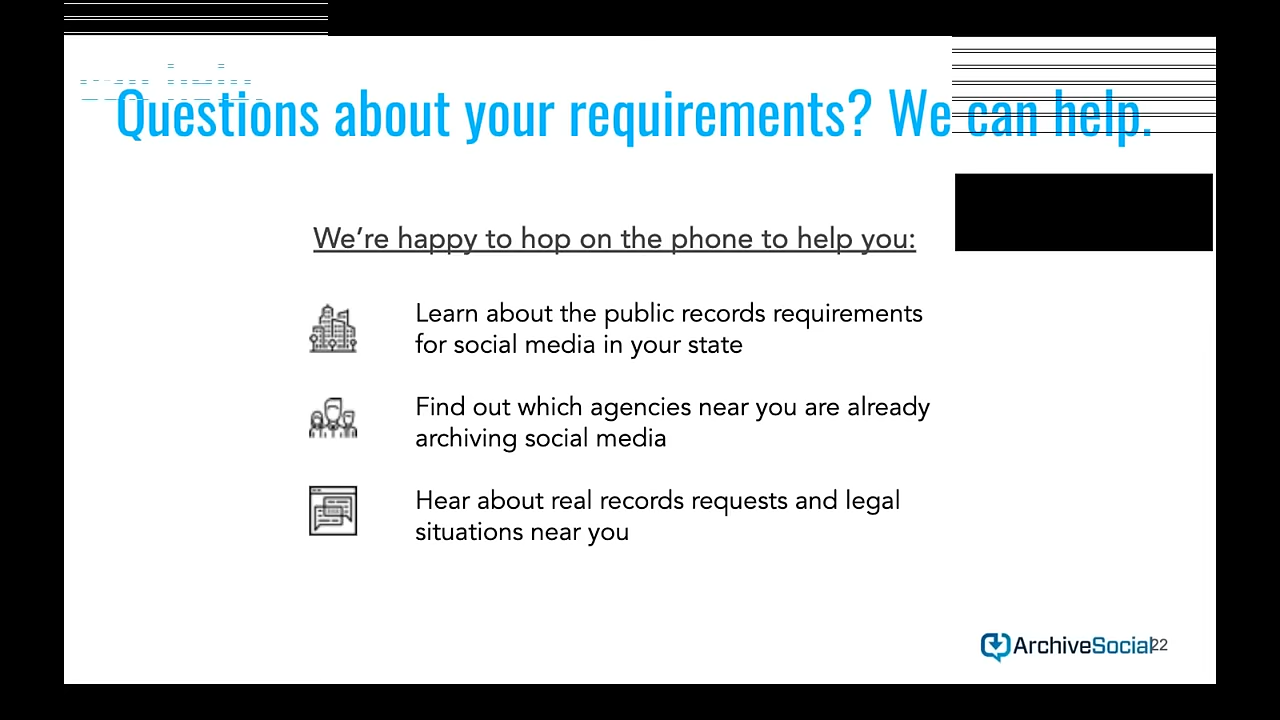 Questions about your requirements? We can help.
We’re happy to hop on the phone to help you:
Learn about the public records requirements
for social media in your state
Find out which agencies near you are already
archiving social media
Hear about real records requests and legal
situations near you
ArchiveSocial 22